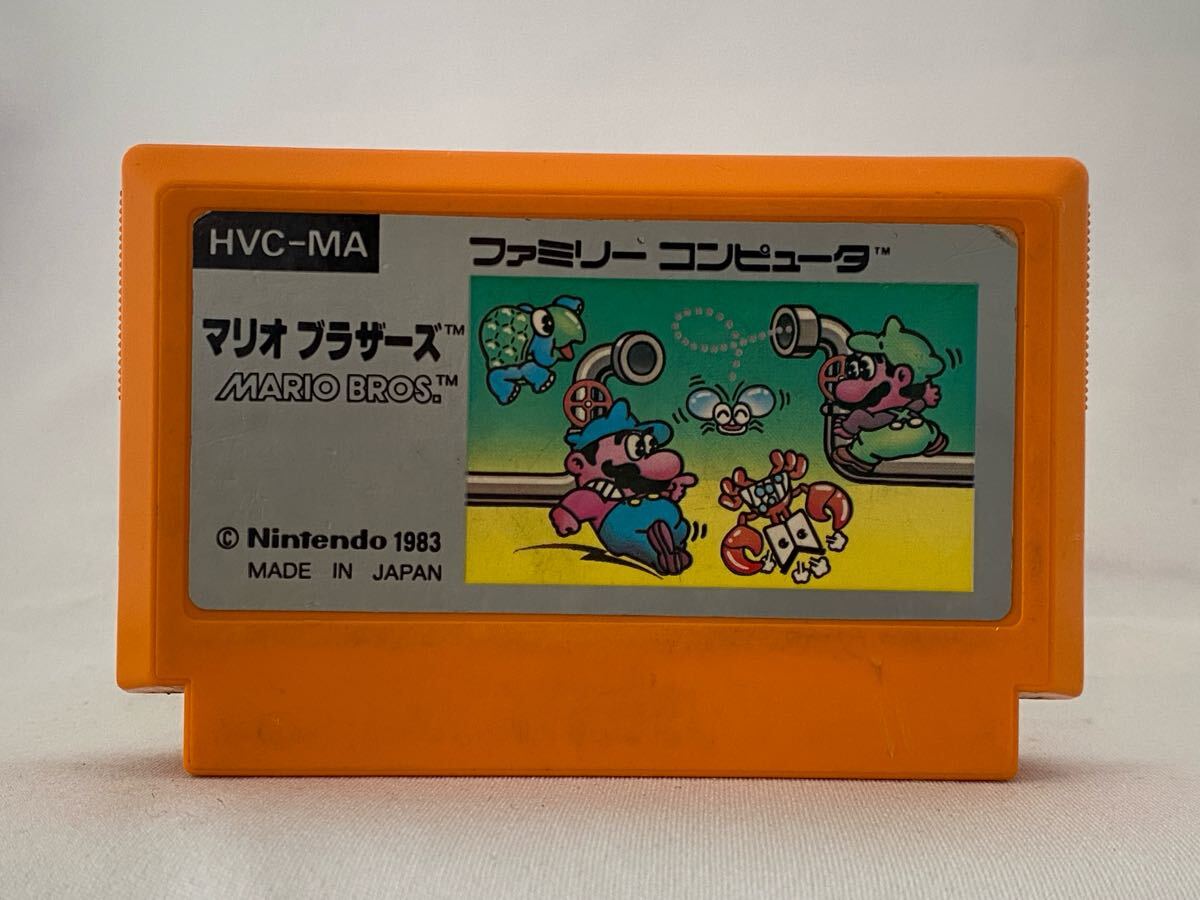 HVC-MA
ファミリー コンピュータ™
マリオ ブラザーズ™
MARIO BROS.™
© Nintendo 1983
MADE IN JAPAN